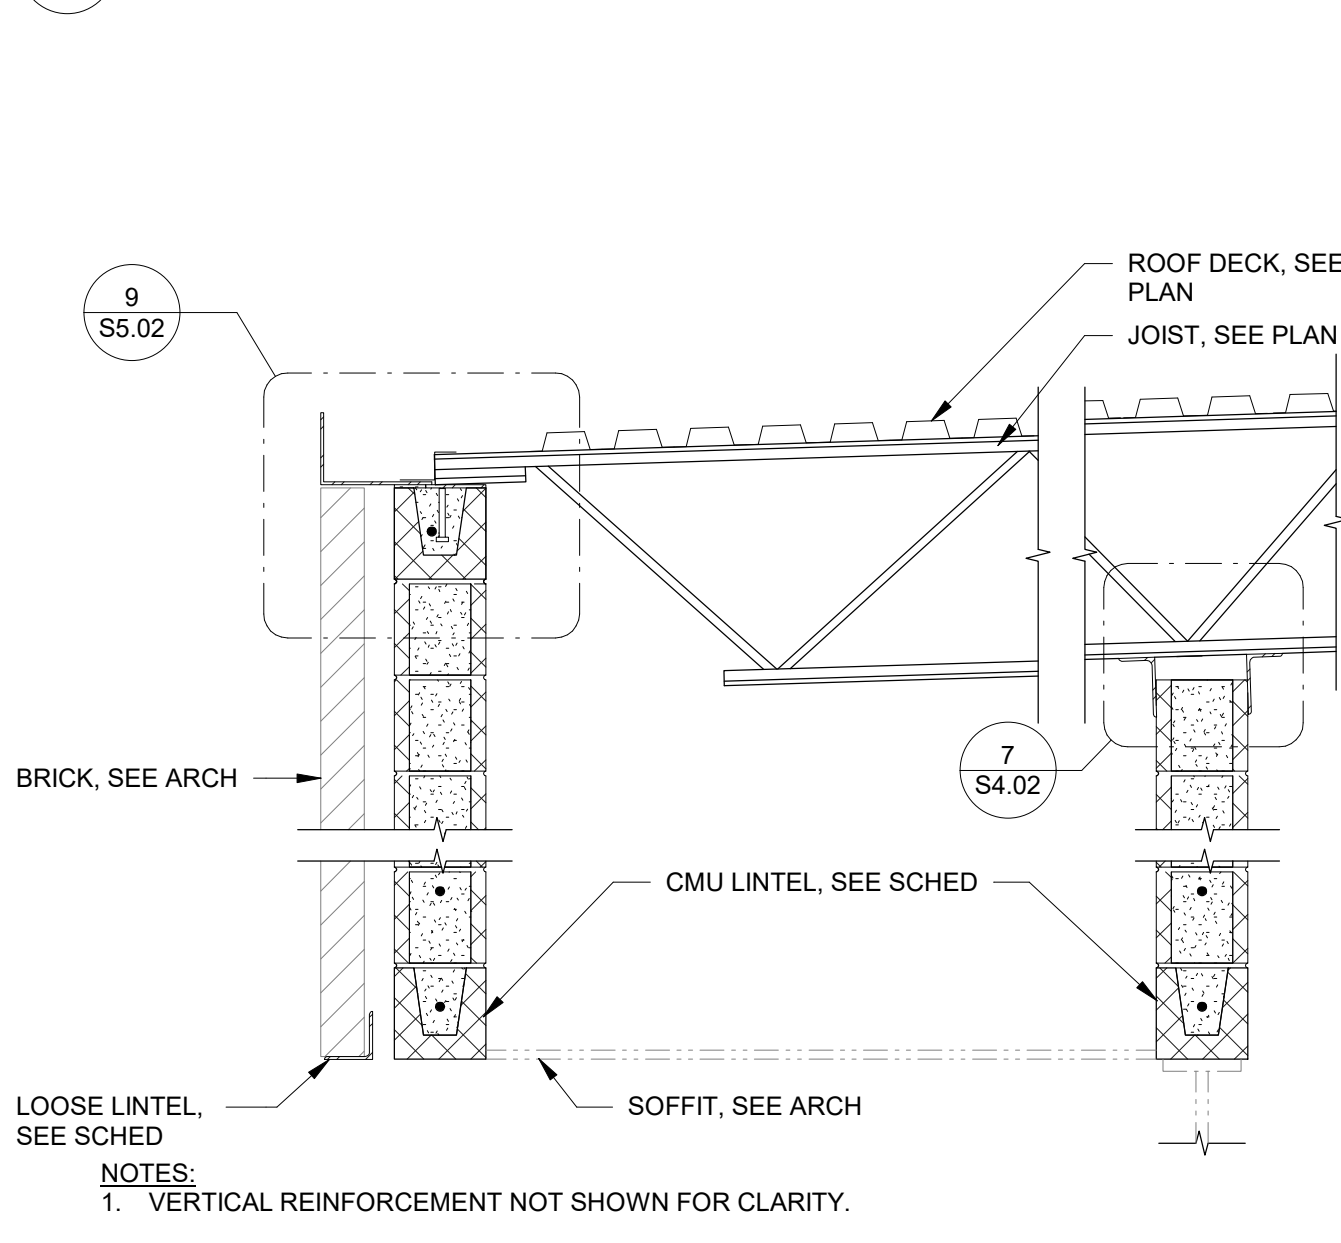 9
S5.02
ROOF DECK, SEE
PLAN
JOIST, SEE PLAN
7
S4.02
BRICK, SEE ARCH
CMU LINTEL, SEE SCHED
LOOSE LINTEL,
SEE SCHED
SOFFIT, SEE ARCH
NOTES:
1. VERTICAL REINFORCEMENT NOT SHOWN FOR CLARITY.